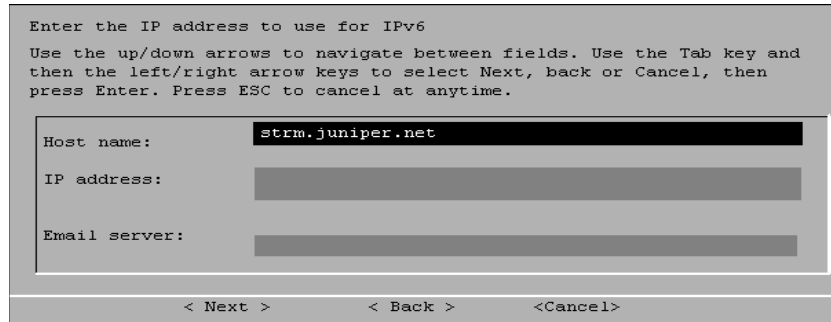 Enter the IP address to use for IPv6
Use the up/down arrows to navigate between fields. Use the Tab key and
then the left/right arrow keys to select Next, back or Cancel, then
press Enter. Press ESC to cancel at anytime.
Host name: strm.juniper.net
IP address:
Email server:
< Next > < Back > <Cancel>